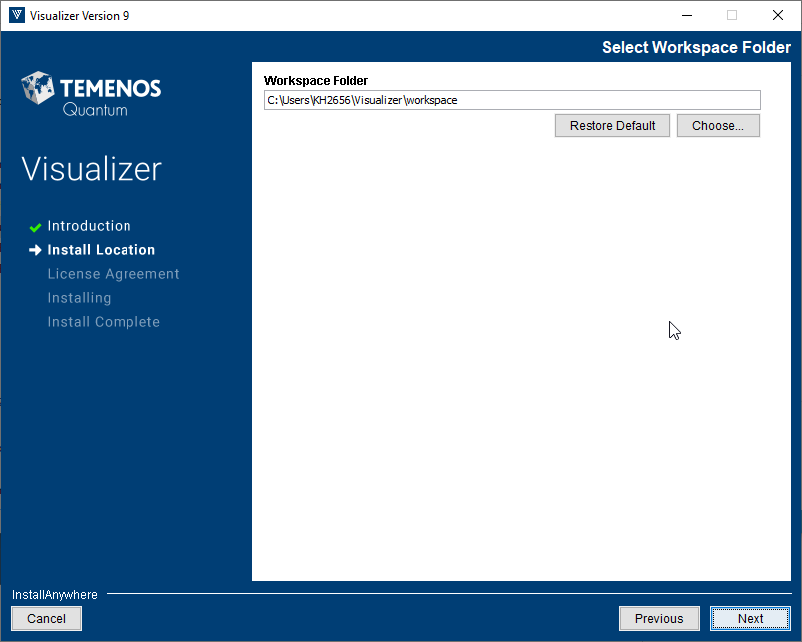 Visualizer Version 9
Select Workspace Folder
TEMENOS
Quantum
Visualizer
Introduction
Install Location
License Agreement
Installing
Install Complete
Workspace Folder
C:\Users\KH2656\Visualizer\workspace
Restore Default
Choose...
InstallAnywhere
Cancel
Previous
Next